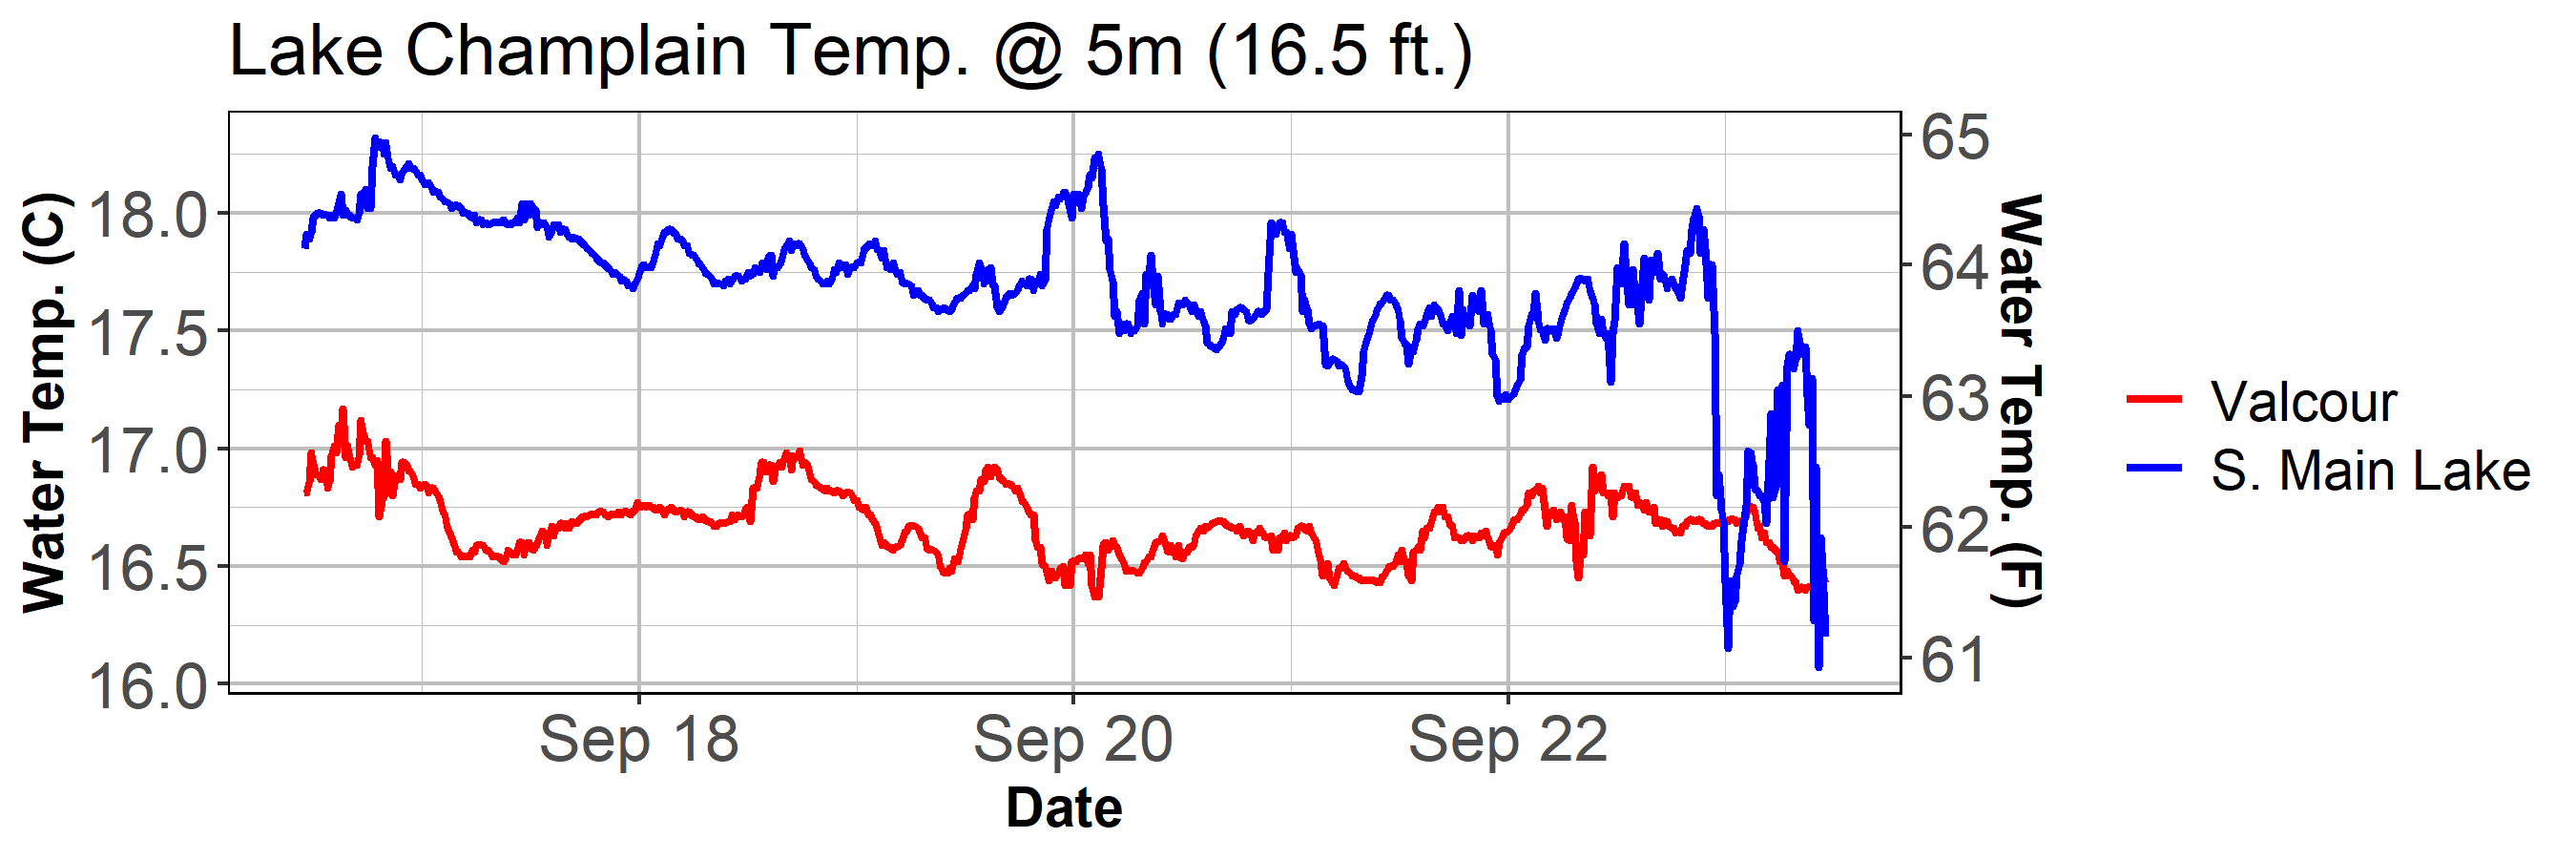 Lake Champlain Temp. @ 5m (16.5 ft.)
Water Temp. (C)
18.0
17.5
17.0
16.5
16.0
65
64
63
62
61
Water Temp. (F)
Sep 18
Sep 20
Sep 22
Date
Valcour
S. Main Lake